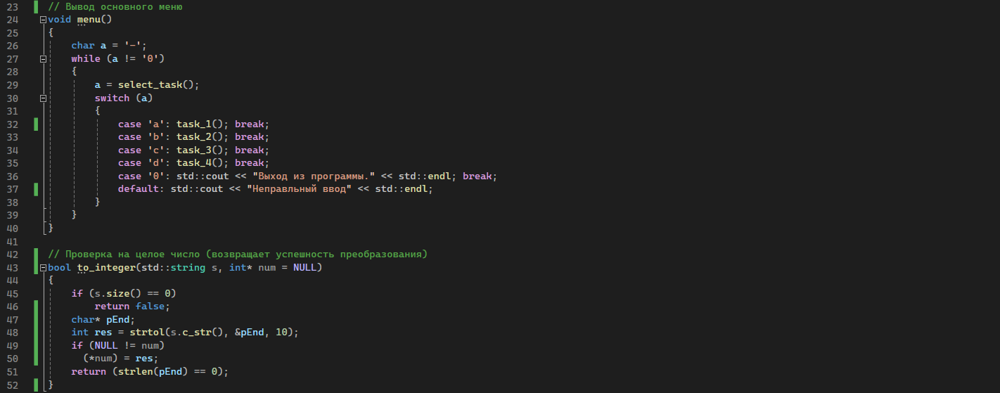 23 // Вывод основного меню
24 void menu()
25 {
26     char a = '-';
27     while (a != '0')
28     {
29         a = select_task();
30         switch (a)
31         {
32             case 'a': task_1(); break;
33             case 'b': task_2(); break;
34             case 'c': task_3(); break;
35             case 'd': task_4(); break;
36             case '0': std::cout << "Выход из программы." << std::endl; break;
37             default: std::cout << "Неправльный ввод" << std::endl;
38         }
39     }
40 }
41
42 // Проверка на целое число (возвращает успешность преобразования)
43 bool to_integer(std::string s, int* num = NULL)
44 {
45     if (s.size() == 0)
46         return false;
47     char* pEnd;
48     int res = strtol(s.c_str(), &pEnd, 10);
49     if (NULL != num)
50       (*num) = res;
51     return (strlen(pEnd) == 0);
52 }